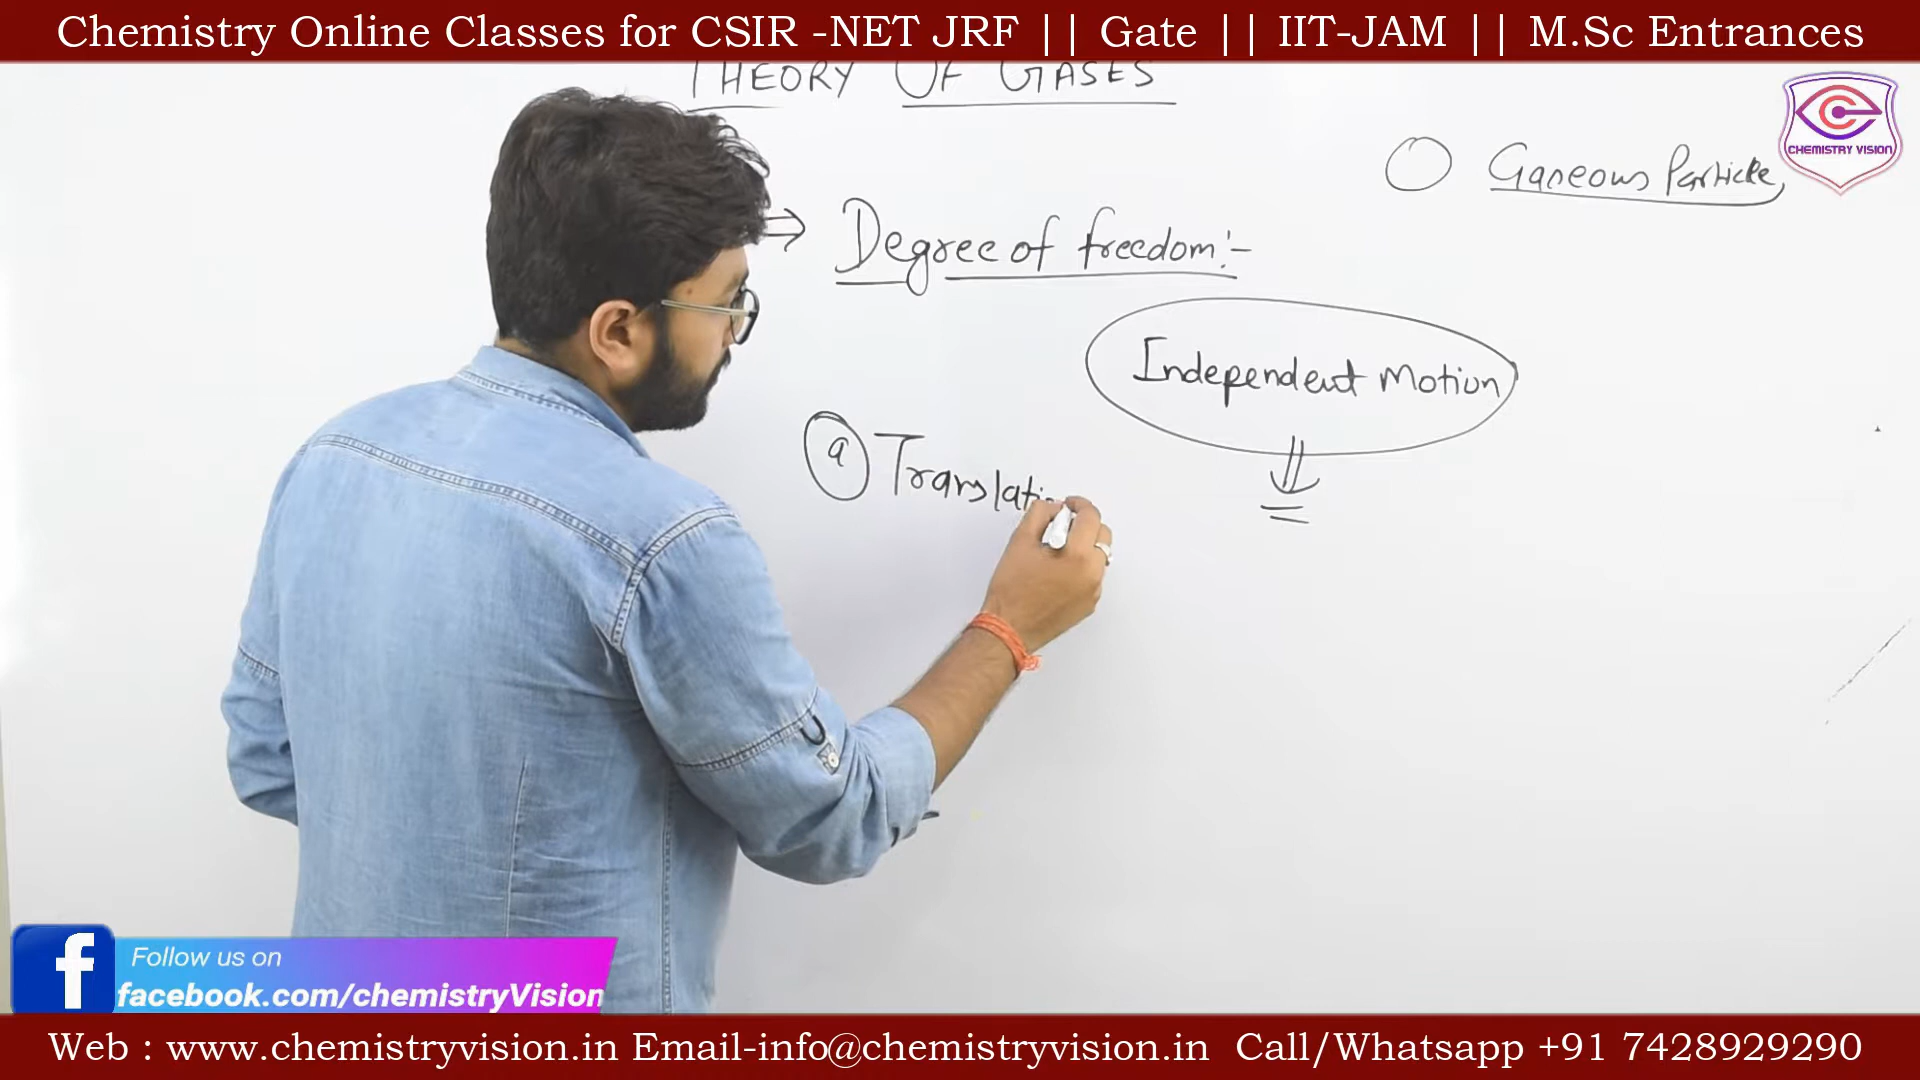 Chemistry Online Classes for CSIR -NET JRF || Gate || IIT-JAM || M.Sc Entrances
THEORY OF GASES
CHEMISTRY VISION
Gaseous Particle
⇒ Degree of freedom:-
Independent Motion
a Translation
Follow us on
facebook.com/chemistryVision
Web : www.chemistryvision.in Email-info@chemistryvision.in Call/Whatsapp +91 7428929290